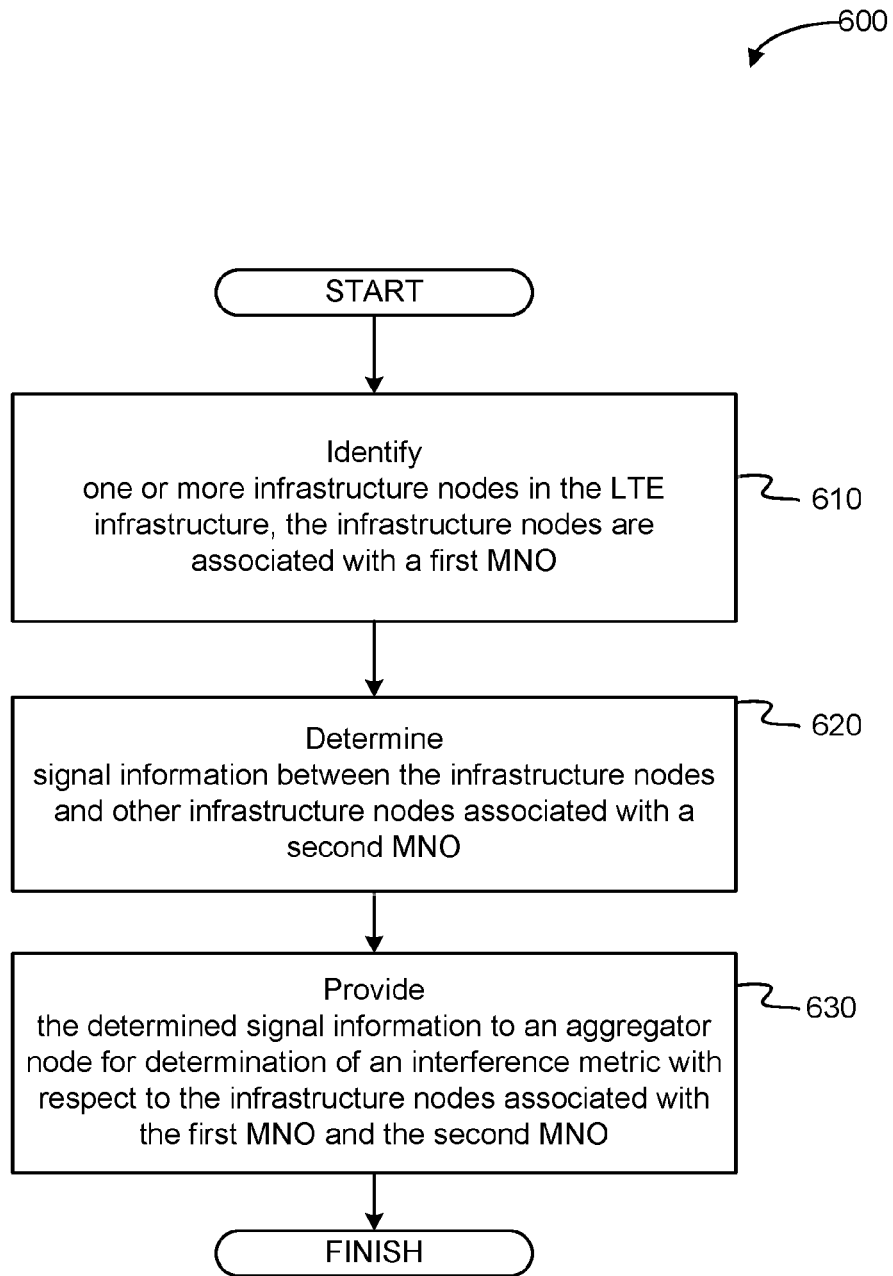 600
START
Identify
one or more infrastructure nodes in the LTE
infrastructure, the infrastructure nodes are
associated with a first MNO
610
Determine
signal information between the infrastructure nodes
and other infrastructure nodes associated with a
second MNO
620
Provide
the determined signal information to an aggregator
node for determination of an interference metric with
respect to the infrastructure nodes associated with
the first MNO and the second MNO
630
FINISH